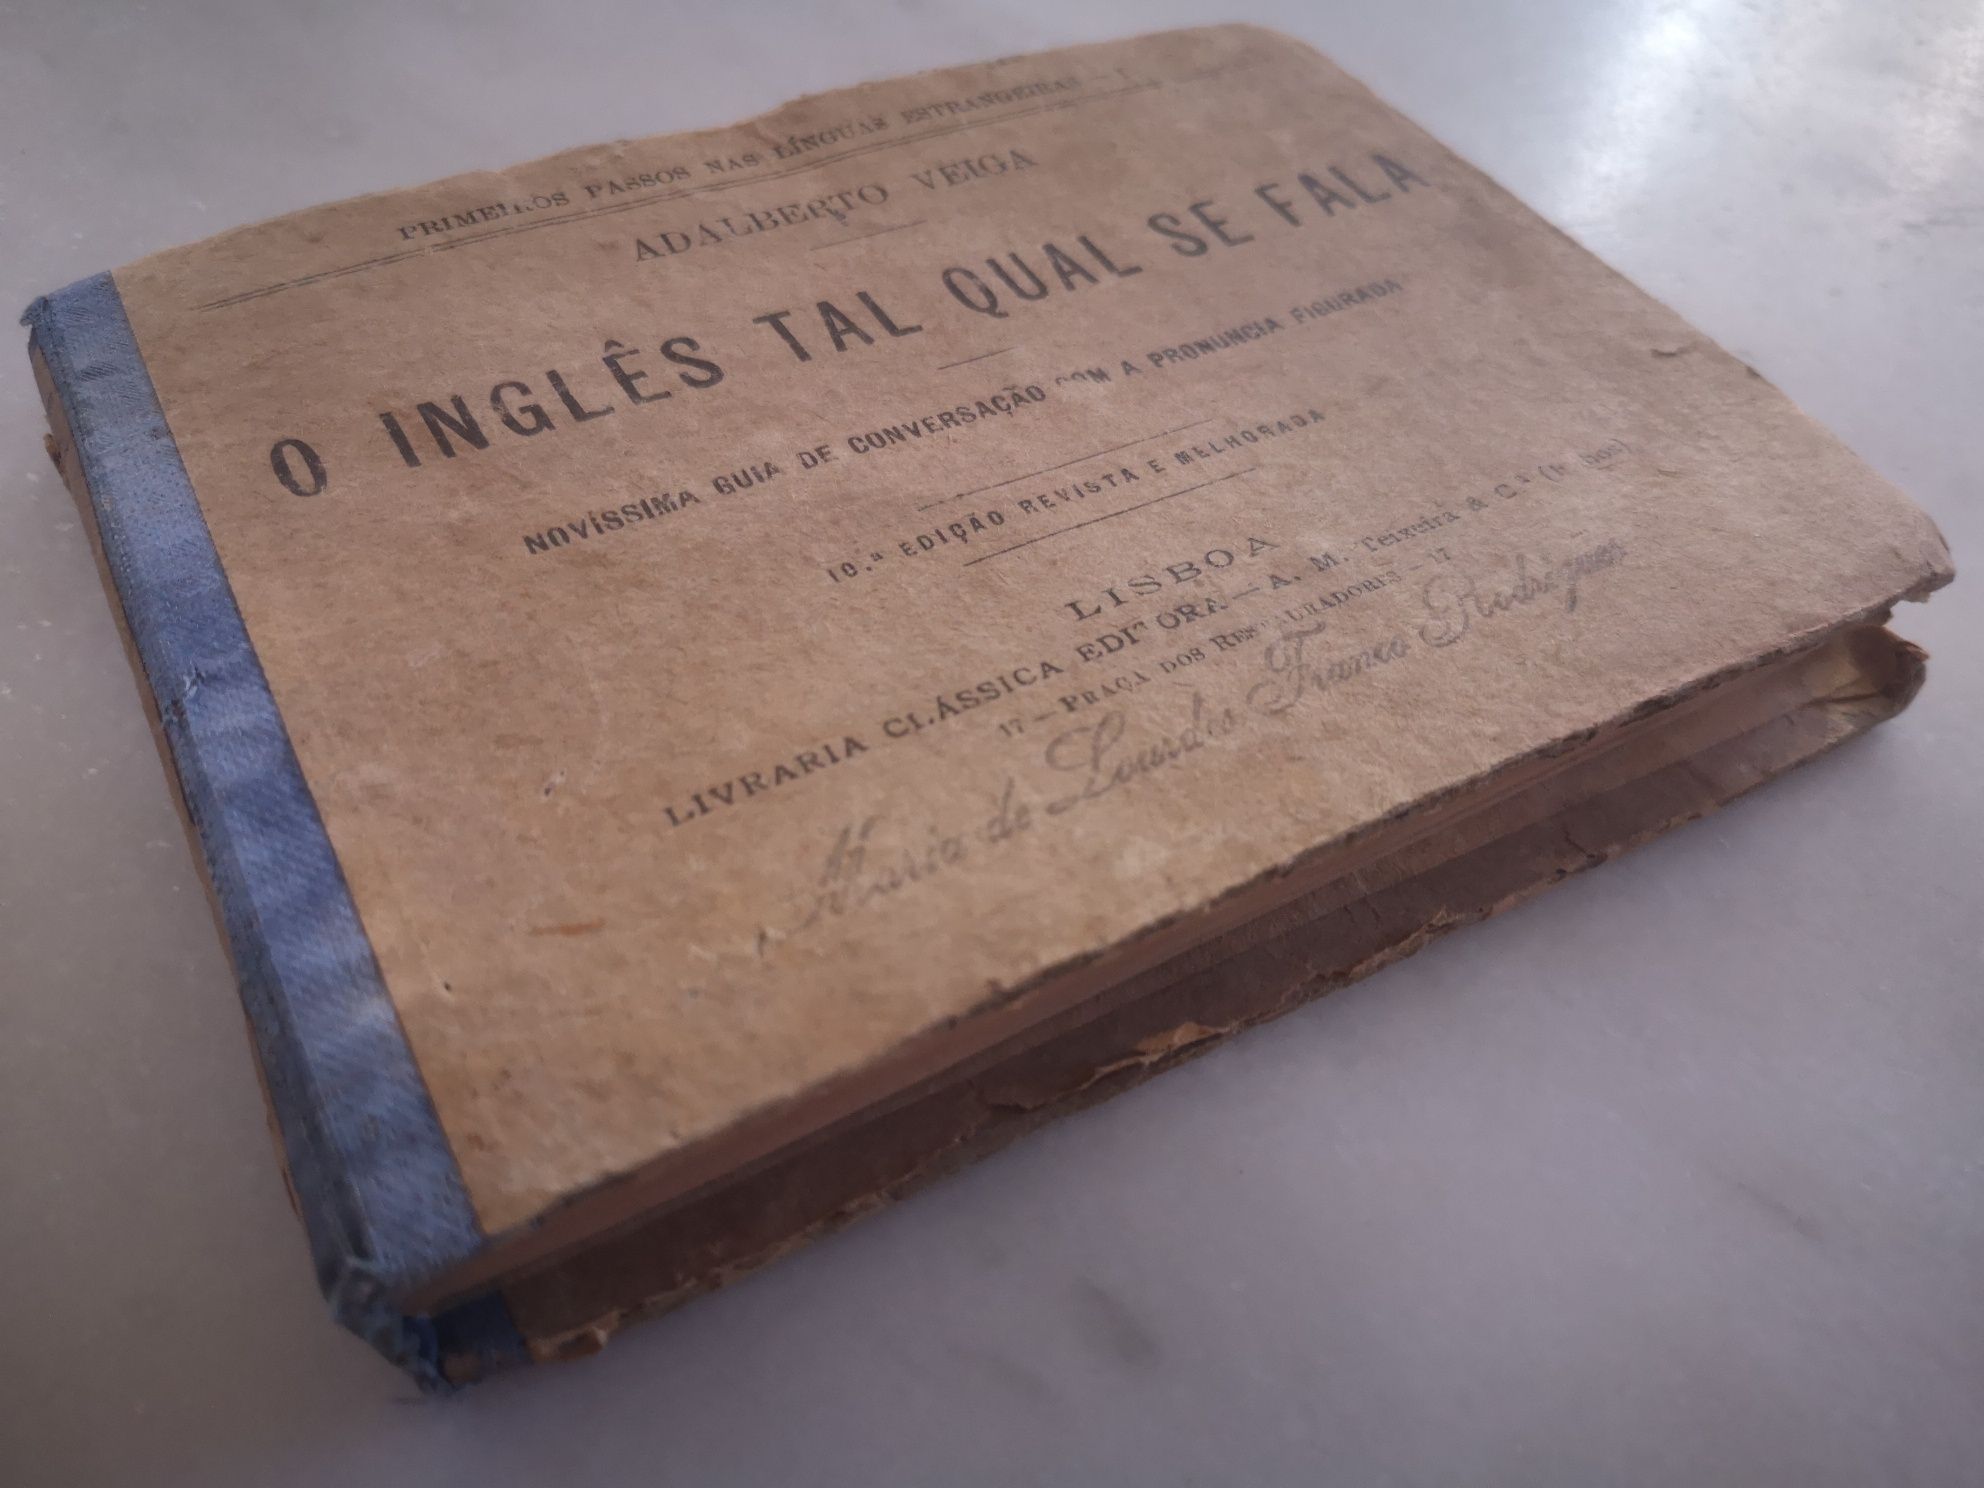 PRIMEIROS PASSOS NAS LÍNGUAS ESTRANGEIRAS — I
ADALBERTO VEIGA
O INGLÊS TAL QUAL SE FALA
NOVÍSSIMA GUIA DE CONVERSAÇÃO COM A PRONUNCIA FIGURADA
10.ª EDIÇÃO REVISTA E MELHORADA
LISBOA
LIVRARIA CLÁSSICA EDITORA — A. M. Teixeira & C.ª
17 — PRAÇA DOS RESTAURADORES — 17
Maria de Lourdes Franco Rodrigues